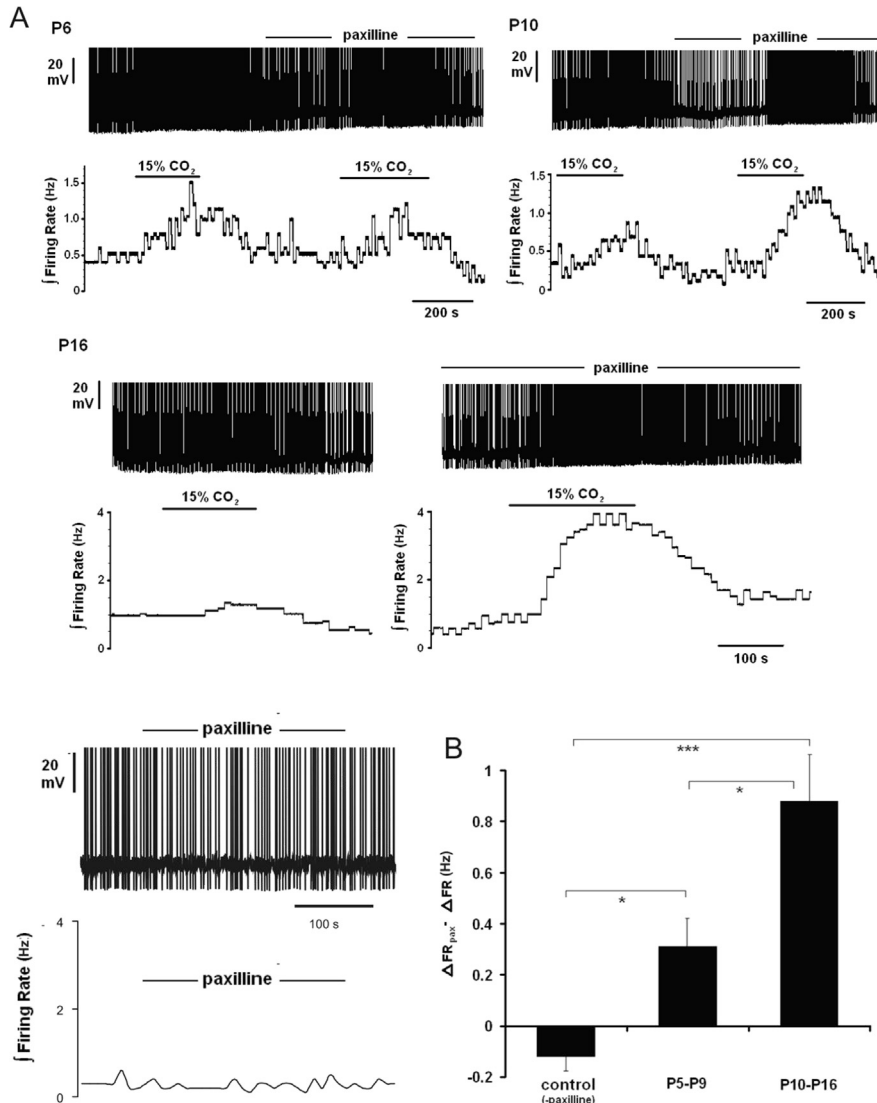 A
P6
paxilline
20
mV
15% CO2
15% CO2
∫ Firing Rate (Hz)
1.5
1.0
0.5
0
200 s
P10
paxilline
20
mV
15% CO2
15% CO2
∫ Firing Rate (Hz)
1.5
1.0
0.5
0
200 s
P16
20
mV
15% CO2
∫ Firing Rate (Hz)
4
2
0
paxilline
15% CO2
∫ Firing Rate (Hz)
4
2
0
100 s
paxilline
20
mV
100 s
paxilline
∫ Firing Rate (Hz)
4
2
0
B
ΔFRpax - ΔFR (Hz)
1
0.8
0.6
0.4
0.2
0
-0.2
***
*
*
control
(-paxilline)
P5-P9
P10-P16